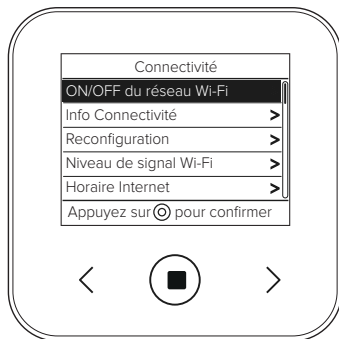 Connectivité
ON/OFF du réseau Wi-Fi
Info Connectivité >
Reconfiguration >
Niveau de signal Wi-Fi >
Horaire Internet >
Appuyez sur ◎ pour confirmer